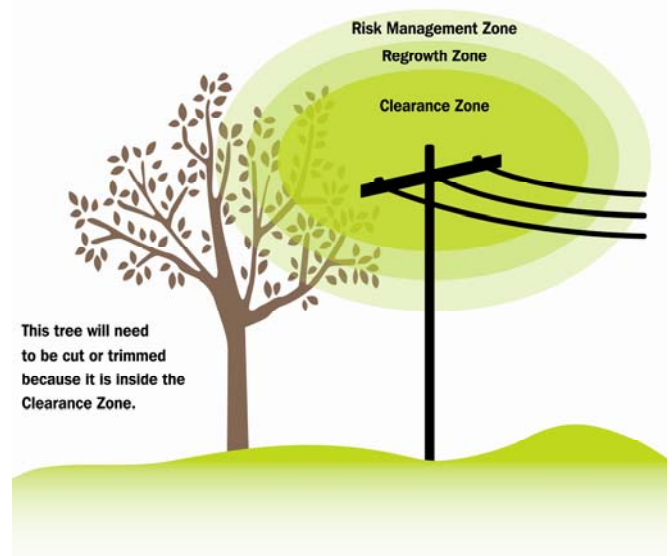 Risk Management Zone
Regrowth Zone
Clearance Zone
This tree will need
to be cut or trimmed
because it is inside the
Clearance Zone.